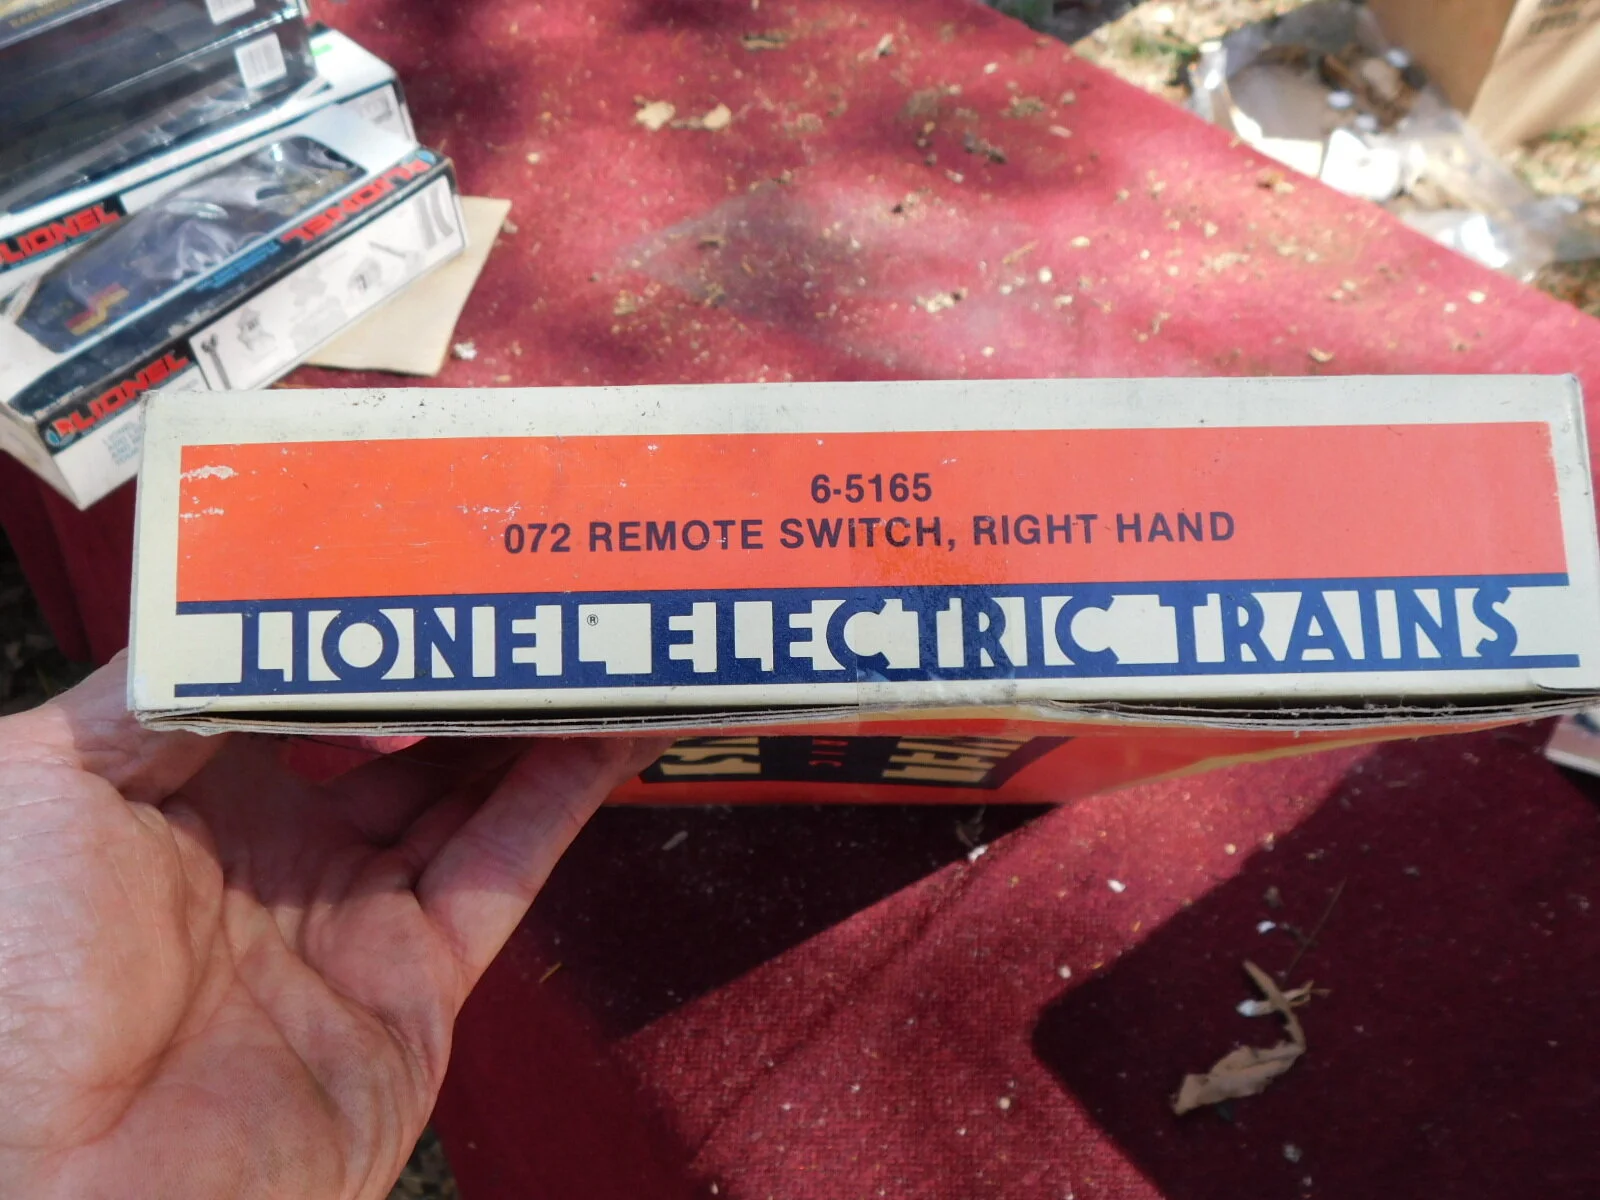 6-5165
072 REMOTE SWITCH, RIGHT HAND
LIONEL® ELECTRIC TRAINS
LIONEL
LIONEL
LIONEL